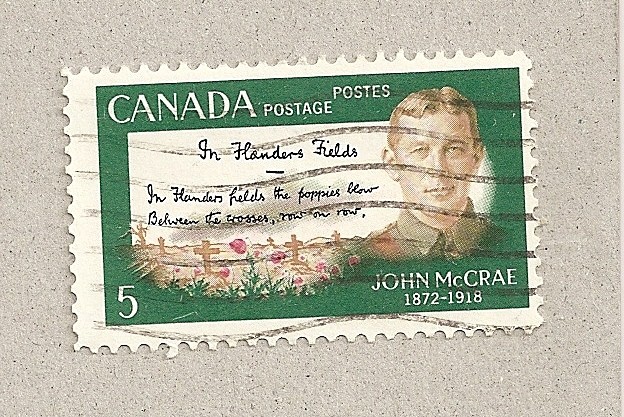 CANADA POSTAGE POSTES
In Flanders Fields
In Flanders fields the poppies blow
Between the crosses, row on row,
JOHN McCRAE
1872-1918
5